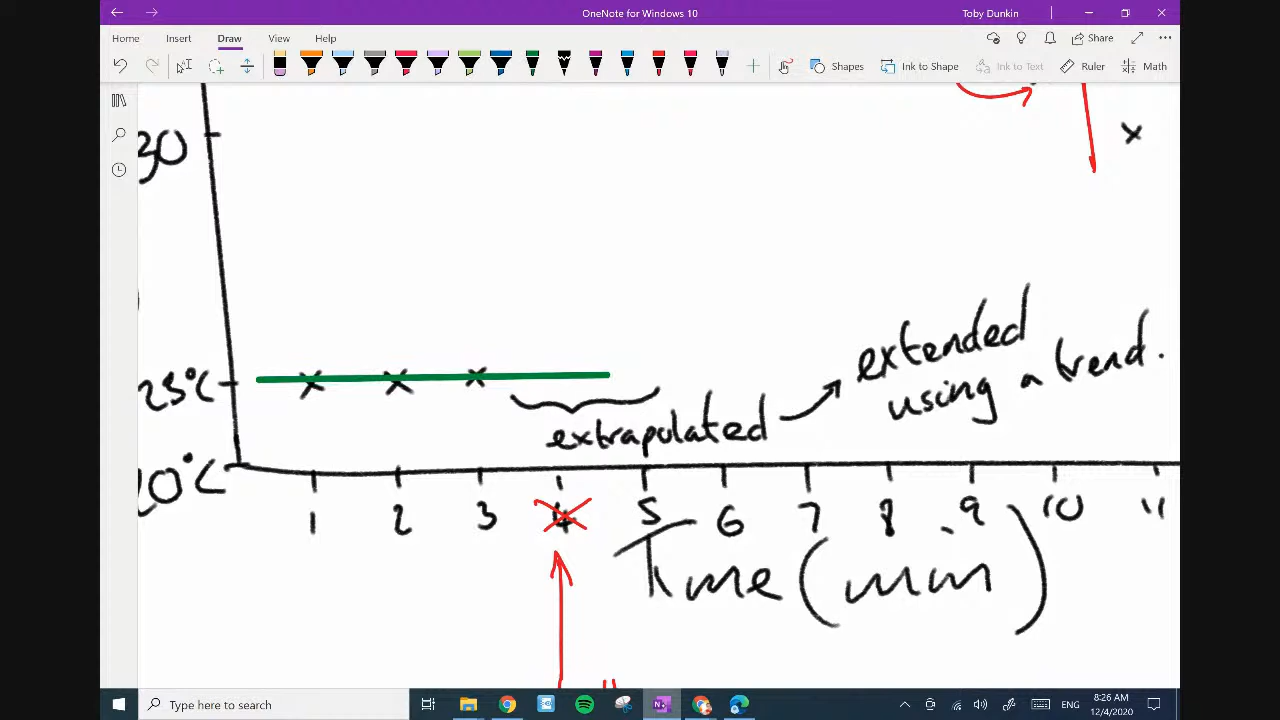 OneNote for Windows 10
Toby Dunkin
Home Insert Draw View Help
Share
Shapes Ink to Shape Ink to Text Ruler Math
30
x
extended
using a trend.
25°C
extrapolated
20°C
1 2 3 4 5 6 7 8 9 10 11
Time (min)
Type here to search
ENG
8:26 AM
12/4/2020